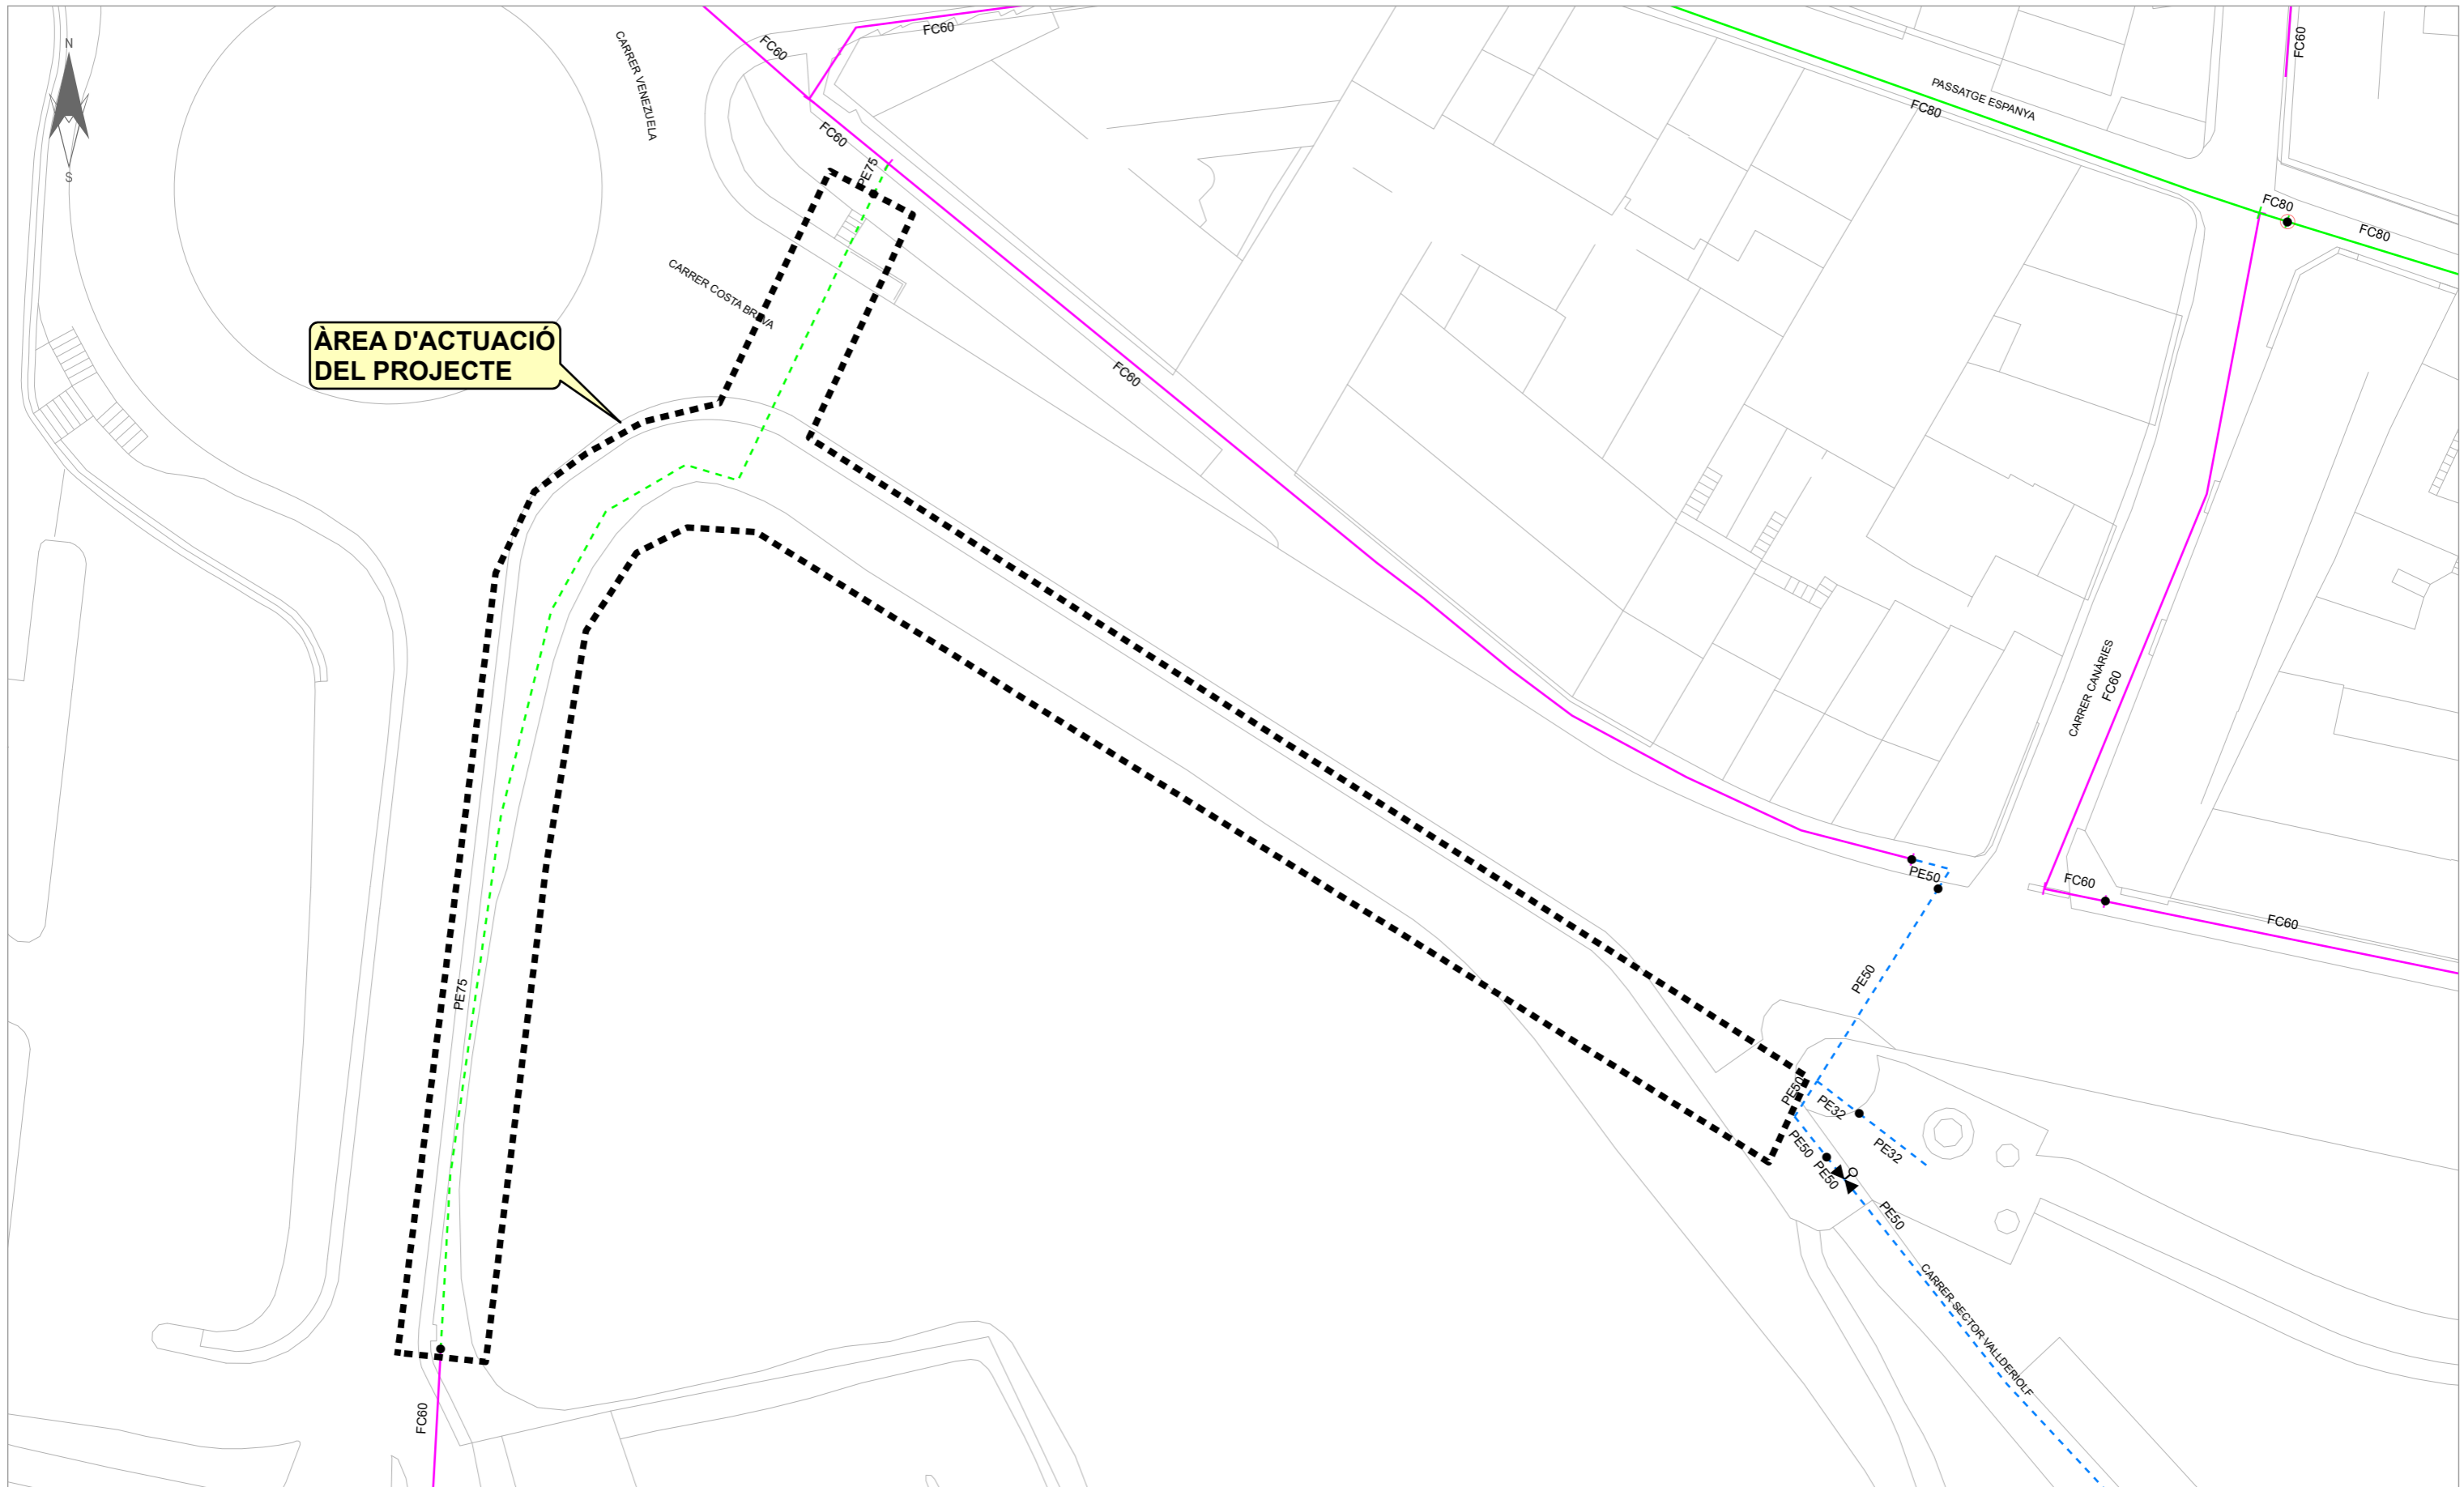 FC60
FC60
FC60
N
S
CARRER VENEZUELA
FC60
PASSATGE ESPANYA
FC80
PE75
FC80
FC80
CARRER COSTA BRAVA
ÀREA D'ACTUACIÓ
DEL PROJECTE
FC60
CARRER CANÀRIES
FC60
PE50
FC60
FC60
PE75
PE50
PE50
PE32
PE50
PE50
PE32
PE50
CARRER SECTOR VALLDERIOLF
FC60